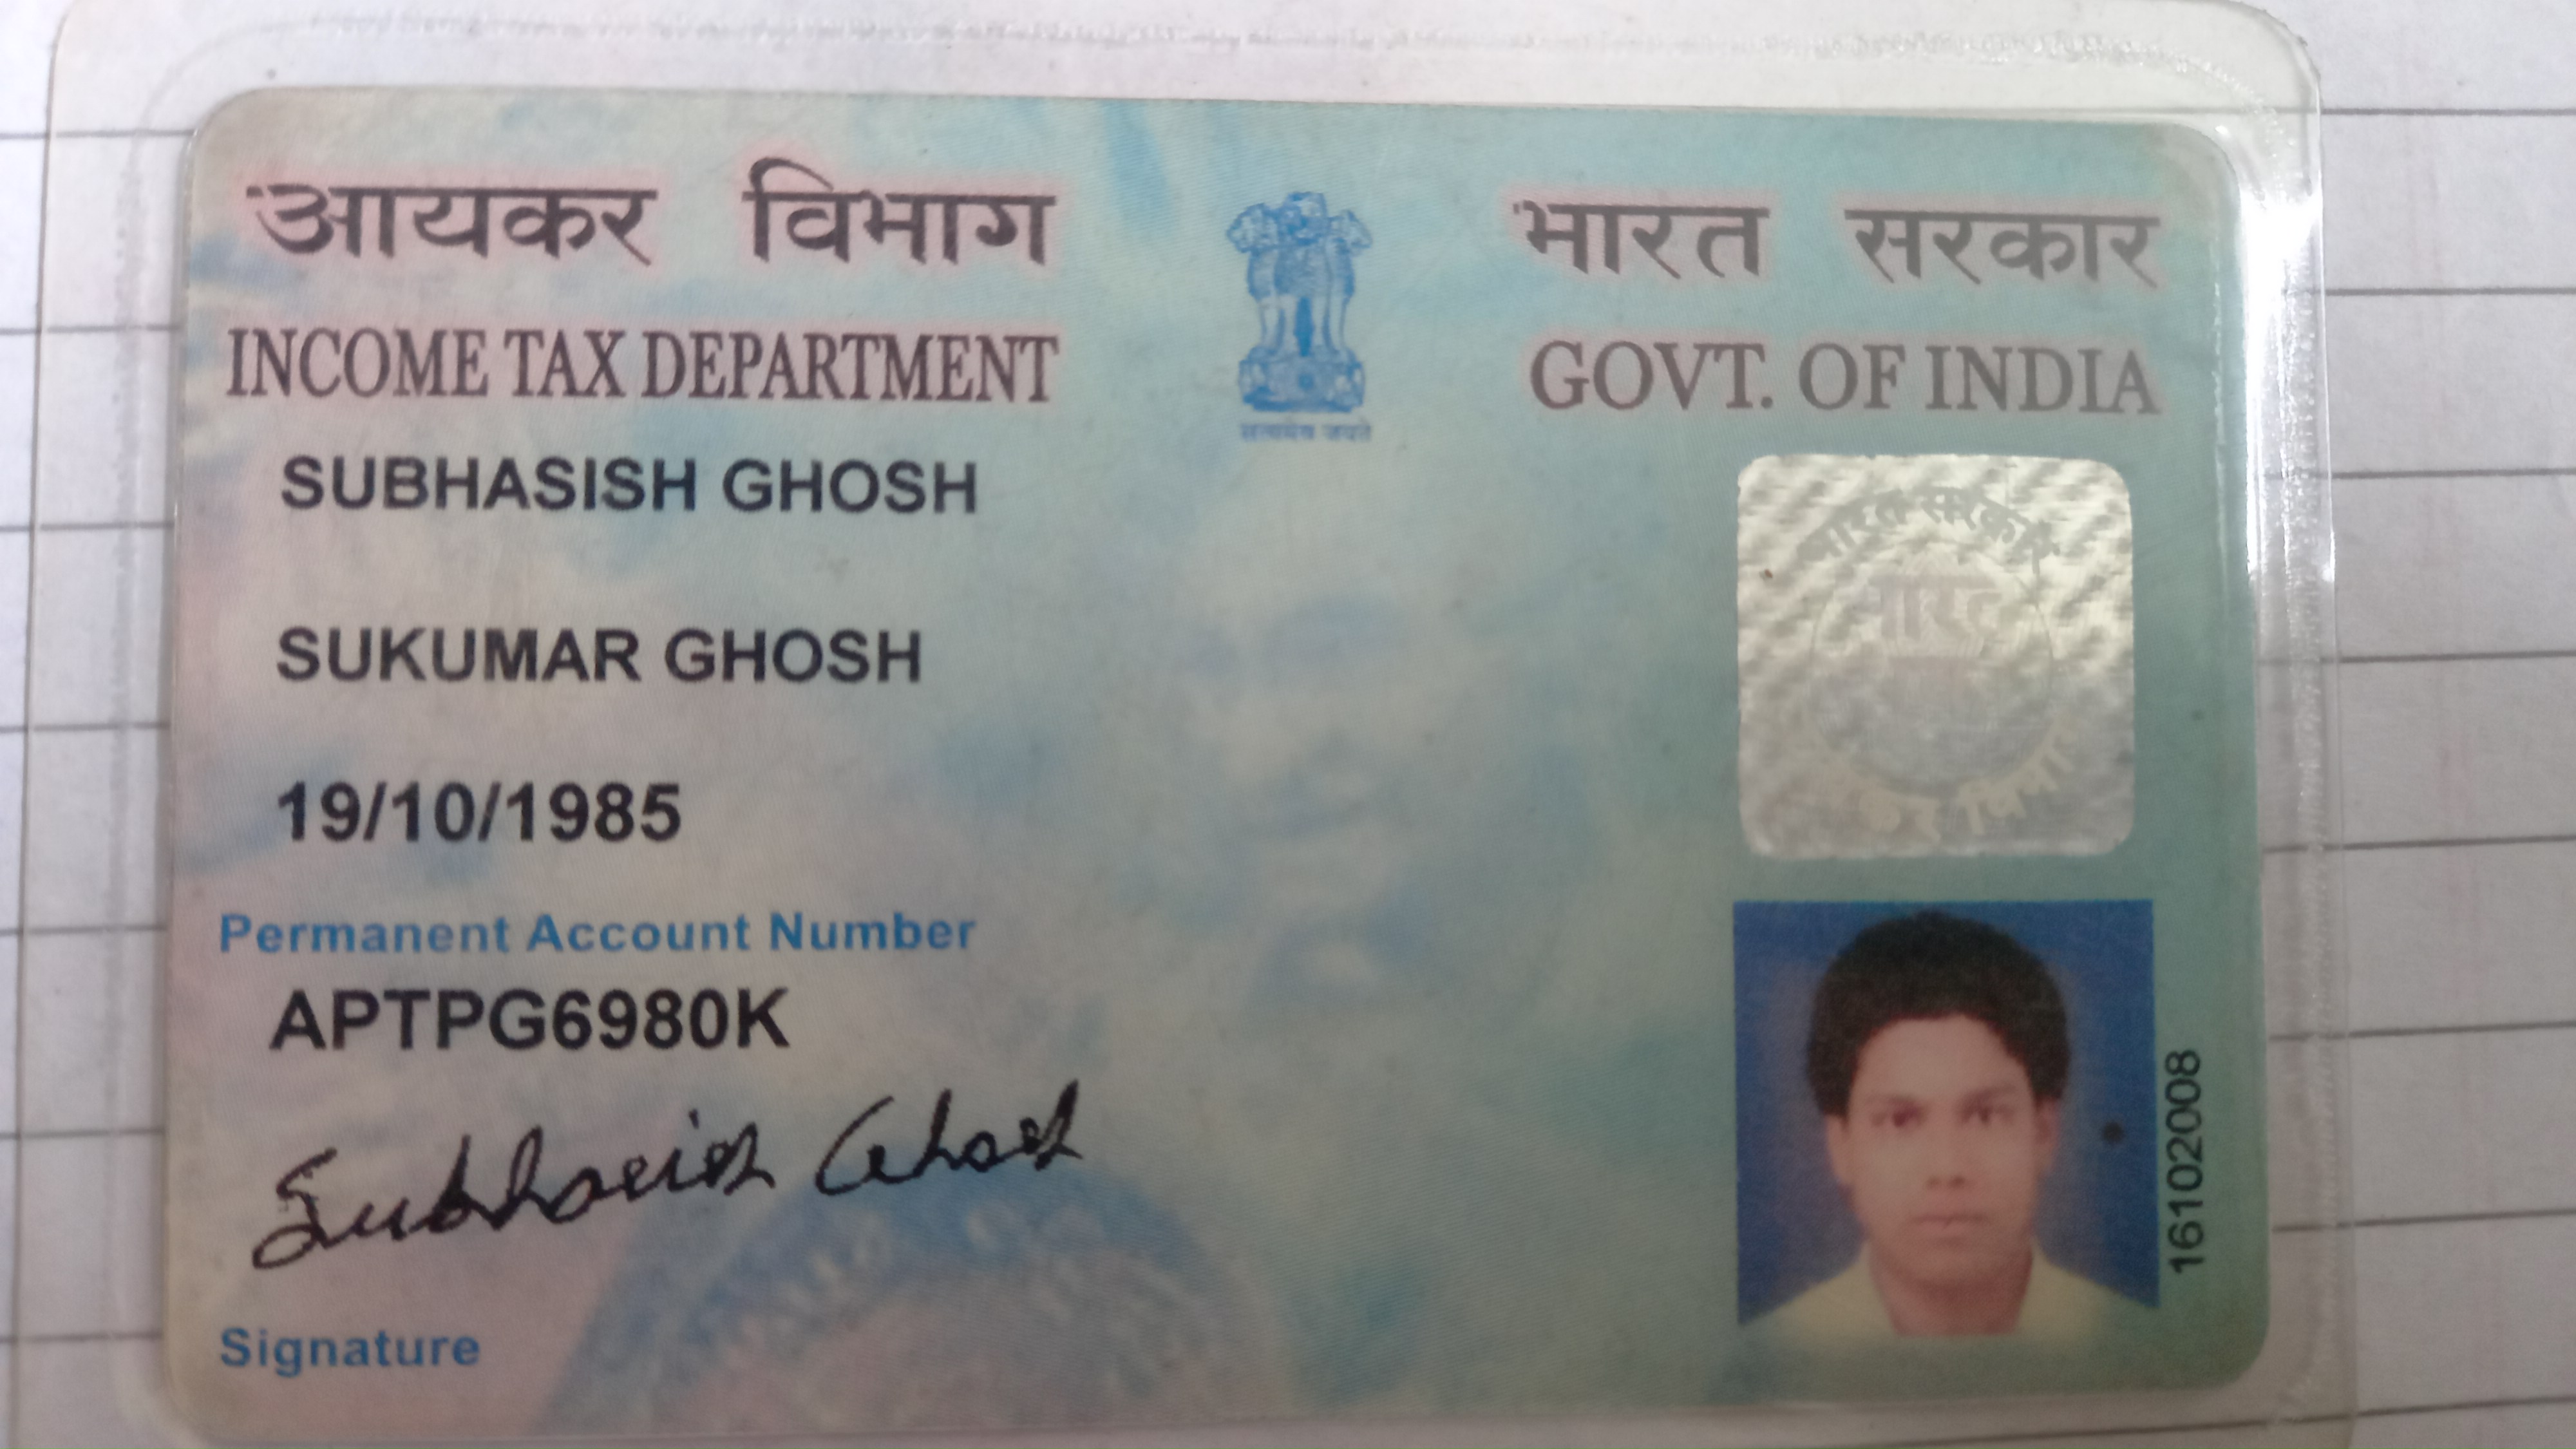 आयकर विभाग
INCOME TAX DEPARTMENT
भारत सरकार
GOVT. OF INDIA
SUBHASISH GHOSH
SUKUMAR GHOSH
19/10/1985
Permanent Account Number
APTPG6980K
Subhasish Ghosh
Signature
16102008